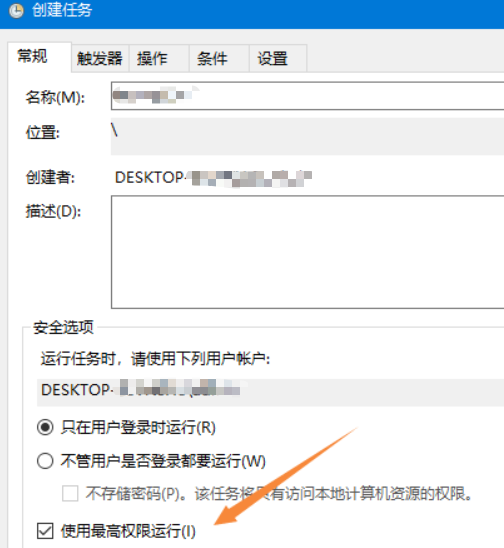 创建任务
常规 触发器 操作 条件 设置
名称(M):
位置: \
创建者: DESKTOP-
描述(D):
安全选项
运行任务时，请使用下列用户帐户:
DESKTOP-
只在用户登录时运行(R)
不管用户是否登录都要运行(W)
不存储密码(P)。该任务将只有访问本地计算机资源的权限。
使用最高权限运行(I)